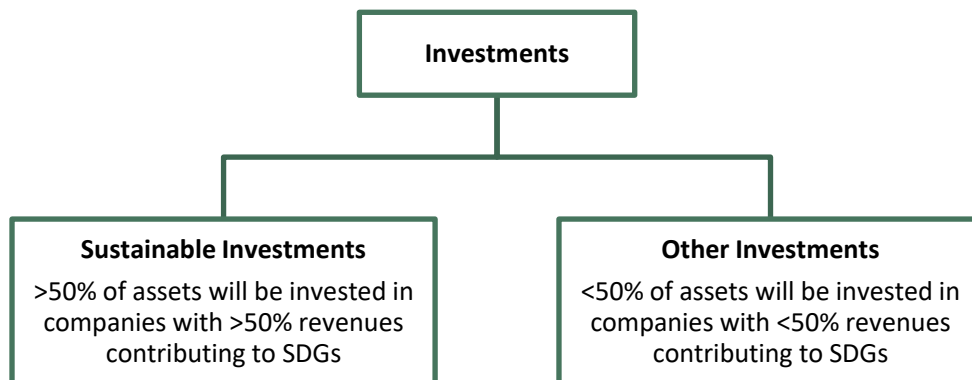 Investments
Sustainable Investments
>50% of assets will be invested in
companies with >50% revenues
contributing to SDGs
Other Investments
<50% of assets will be invested in
companies with <50% revenues
contributing to SDGs